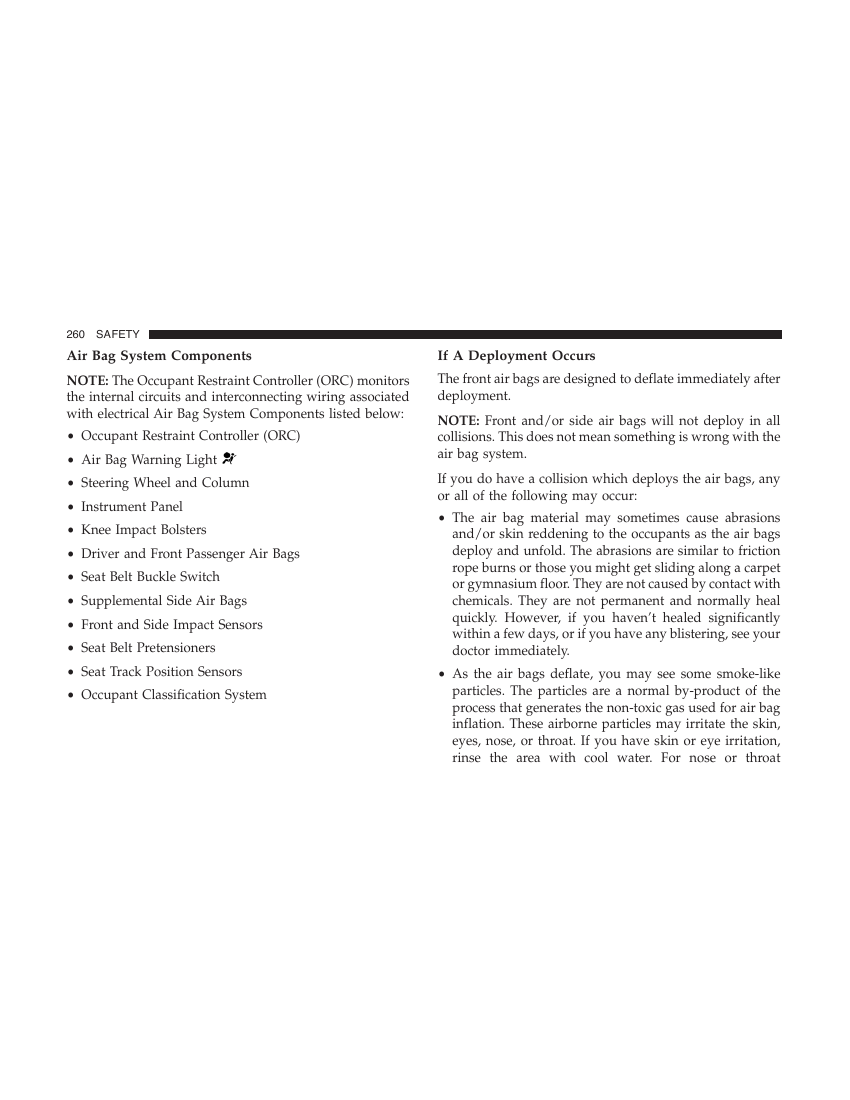 260 SAFETY
Air Bag System Components
NOTE: The Occupant Restraint Controller (ORC) monitors
the internal circuits and interconnecting wiring associated
with electrical Air Bag System Components listed below:
• Occupant Restraint Controller (ORC)
• Air Bag Warning Light
• Steering Wheel and Column
• Instrument Panel
• Knee Impact Bolsters
• Driver and Front Passenger Air Bags
• Seat Belt Buckle Switch
• Supplemental Side Air Bags
• Front and Side Impact Sensors
• Seat Belt Pretensioners
• Seat Track Position Sensors
• Occupant Classification System
If A Deployment Occurs
The front air bags are designed to deflate immediately after
deployment.
NOTE: Front and/or side air bags will not deploy in all
collisions. This does not mean something is wrong with the
air bag system.
If you do have a collision which deploys the air bags, any
or all of the following may occur:
• The air bag material may sometimes cause abrasions
and/or skin reddening to the occupants as the air bags
deploy and unfold. The abrasions are similar to friction
rope burns or those you might get sliding along a carpet
or gymnasium floor. They are not caused by contact with
chemicals. They are not permanent and normally heal
quickly. However, if you haven't healed significantly
within a few days, or if you have any blistering, see your
doctor immediately.
• As the air bags deflate, you may see some smoke-like
particles. The particles are a normal by-product of the
process that generates the non-toxic gas used for air bag
inflation. These airborne particles may irritate the skin,
eyes, nose, or throat. If you have skin or eye irritation,
rinse the area with cool water. For nose or throat